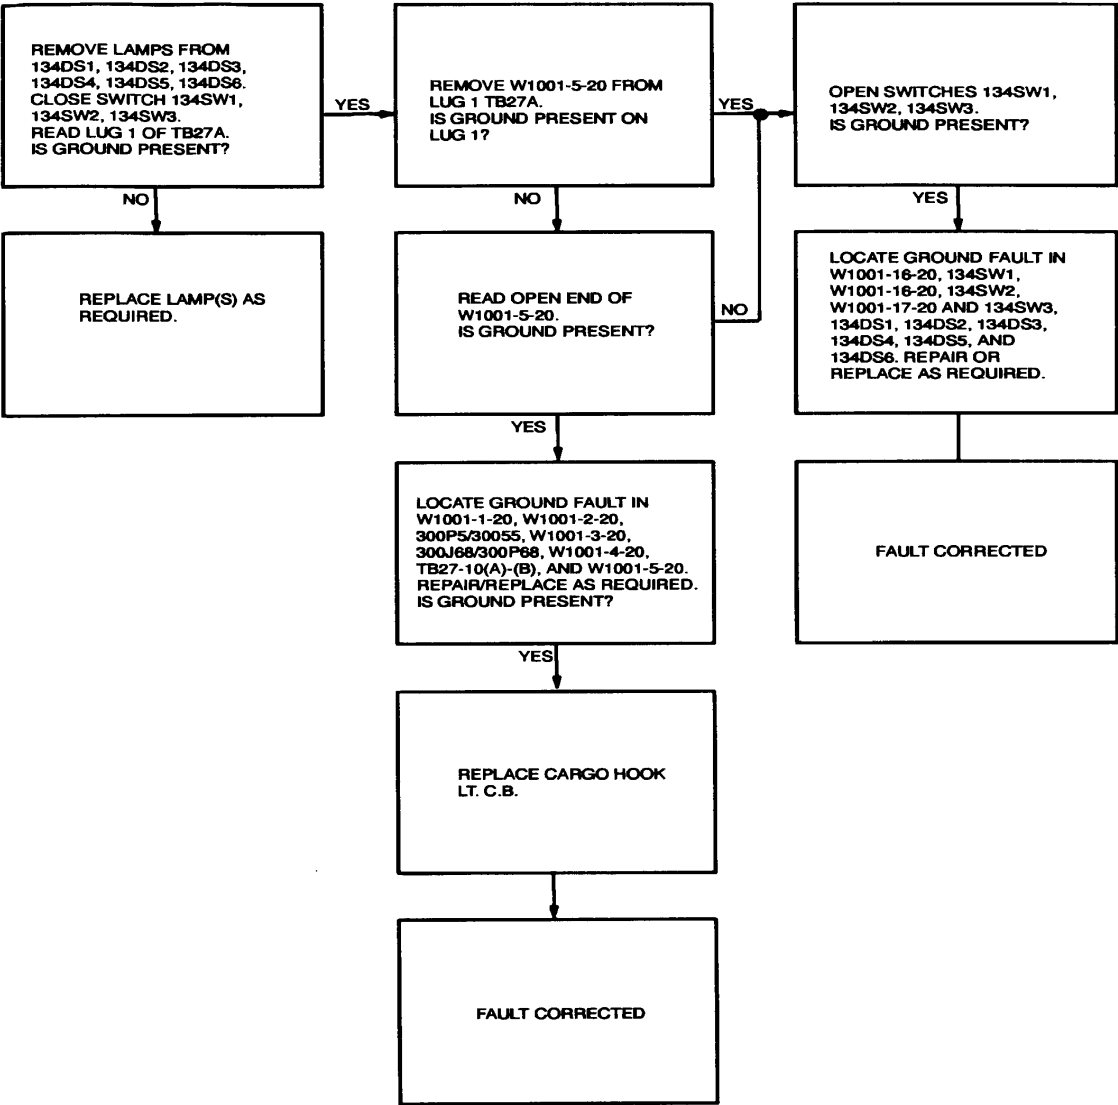 REMOVE LAMPS FROM
134DS1, 134DS2, 134DS3,
134DS4, 134DS5, 134DS6.
CLOSE SWITCH 134SW1,
134SW2, 134SW3.
READ LUG 1 OF TB27A.
IS GROUND PRESENT?
YES
REMOVE W1001-5-20 FROM
LUG 1 TB27A.
IS GROUND PRESENT ON
LUG 1?
YES
OPEN SWITCHES 134SW1,
134SW2, 134SW3.
IS GROUND PRESENT?
NO
NO
YES
REPLACE LAMP(S) AS
REQUIRED.
READ OPEN END OF
W1001-5-20.
IS GROUND PRESENT?
NO
LOCATE GROUND FAULT IN
W1001-16-20, 134SW1,
W1001-16-20, 134SW2,
W1001-17-20 AND 134SW3,
134DS1, 134DS2, 134DS3,
134DS4, 134DS5, AND
134DS6. REPAIR OR
REPLACE AS REQUIRED.
YES
LOCATE GROUND FAULT IN
W1001-1-20, W1001-2-20,
300P5/30055, W1001-3-20,
300J68/300P68, W1001-4-20,
TB27-10(A)-(B), AND W1001-5-20.
REPAIR/REPLACE AS REQUIRED.
IS GROUND PRESENT?
FAULT CORRECTED
YES
REPLACE CARGO HOOK
LT. C.B.
FAULT CORRECTED